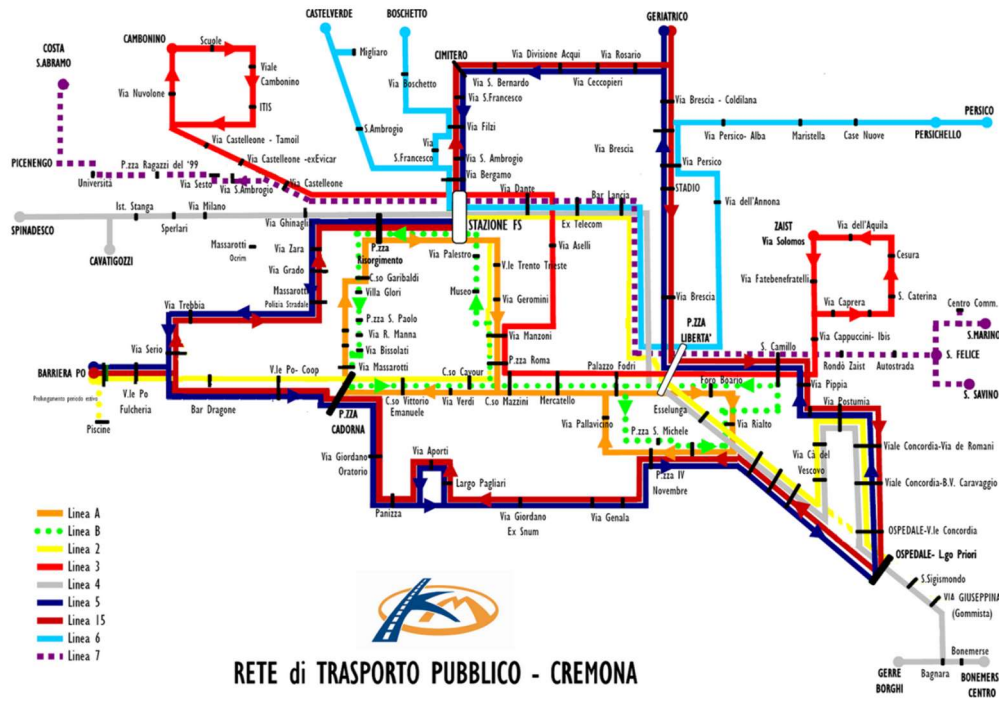 CASTELVERDE
BOSCHETTO
GERIATRICO
COSTA
S.ABRAMO
CAMBONINO
Scuole
Migliaro
CIMITERO
Via Divisione Acqui
Via Rosario
Viale
Cambonino
Via Nuvolone
ITIS
Via Boschetto
Via S. Bernardo
Via Ceccopieri
Via S.Francesco
Via Brescia - Coldilana
PERSICO
Via Castelleone - Tamoil
S.Ambrogio
Via Filzi
Via
S.Francesco
Via Brescia
Via Persico- Alba
Maristella
Case Nuove
PERSICHELLO
PICENENGO
P.zza Ragazzi del '99
Via Castelleone -exEvicar
Via S. Ambrogio
Via Persico
Università
Via Sesto
Via S.Ambrogio
Via Castelleone
Via Bergamo
Via Dante
Bar Lancia
STADIO
Via dell'Annona
Ist. Stanga
Via Milano
SPINADESCO
Sperlari
Via Ghinagli
STAZIONE FS
Ex Telecom
ZAIST
Via Solomos
Via dell'Aquila
CAVATIGOZZI
Massarotti
Ocrim
Via Zara
P.zza
Risorgimento
Via Palestro
Via Aselli
Cesura
Via Grado
C.so Garibaldi
V.le Trento Trieste
Via Fatebenefratelli
Massarotti
Polizia Stradale
Villa Glori
Museo
Via Geromini
Via Brescia
Via Caprera
S. Caterina
Centro Comm.
Via Trebbia
P.zza S. Paolo
Via R. Manna
Via Manzoni
P.ZZA
LIBERTA'
Via Cappuccini- Ibis
S.MARINO
Via Serio
Via Bissolati
P.zza Roma
S. Camillo
S. FELICE
BARRIERA PO
V.le Po- Coop
Via Massarotti
C.so Cavour
Palazzo Fodri
Foro Boario
Rondò Zaist
Autostrada
Prolungamento periodo estivo
V.le Po
Fulcheria
Bar Dragone
P.ZZA
CADORNA
C.so Vittorio
Emanuele
Via Verdi
C.so Mazzini
Mercatello
Esselunga
Via Pippia
S. SAVINO
Piscine
Via Pallavicino
P.zza S. Michele
Via Rialto
Via Postumia
Via Giordano
Oratorio
Via Aporti
Via Cà del
Vescovo
Viale Concordia-Via de Romani
Largo Pagliari
P.zza IV
Novembre
Viale Concordia-B.V. Caravaggio
Panizza
Via Giordano
Ex Snum
Via Genala
OSPEDALE-V.le Concordia
OSPEDALE- L.go Priori
Linea A
Linea B
Linea 2
Linea 3
Linea 4
Linea 5
Linea 15
Linea 6
Linea 7
S.Sigismondo
VIA GIUSEPPINA
(Gommista)
GERRE
BORGHI
Bagnara
Bonemerse
BONEMERS
CENTRO
RETE di TRASPORTO PUBBLICO - CREMONA